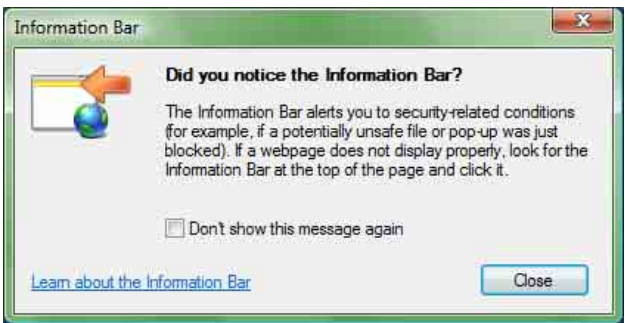 Information Bar
Did you notice the Information Bar?
The Information Bar alerts you to security-related conditions
(for example, if a potentially unsafe file or pop-up was just
blocked). If a webpage does not display properly, look for the
Information Bar at the top of the page and click it.
Don't show this message again
Learn about the Information Bar
Close